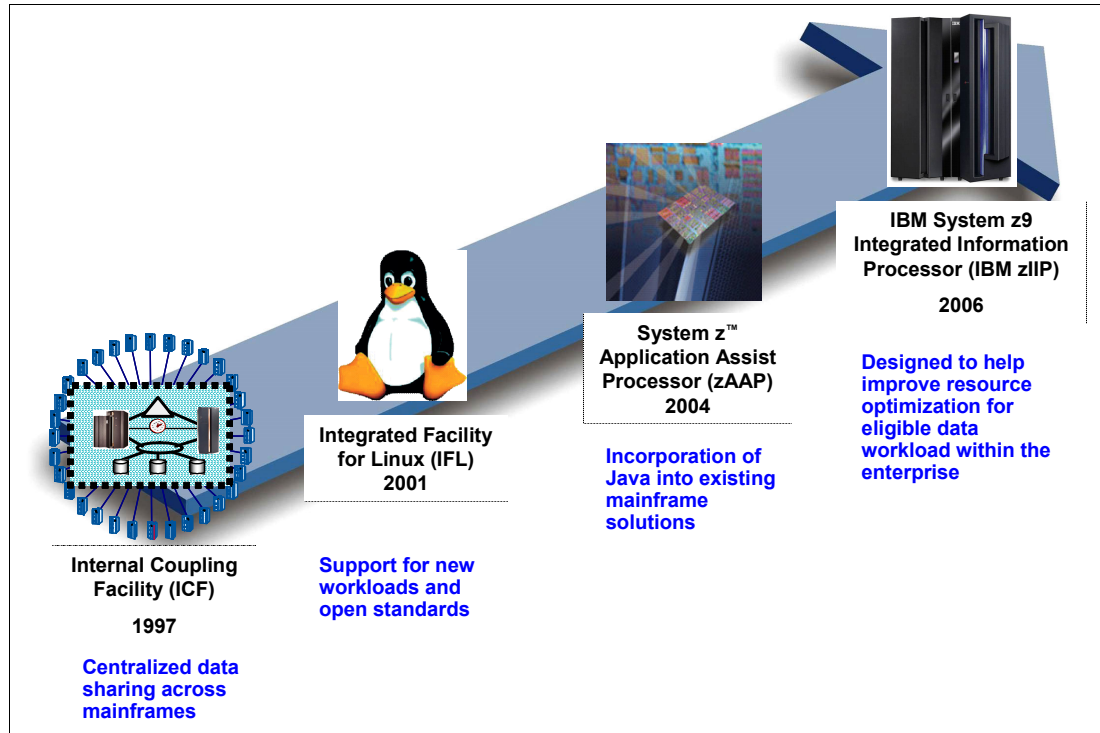 Internal Coupling
Facility (ICF)
1997
Centralized data
sharing across
mainframes
Integrated Facility
for Linux (IFL)
2001
Support for new
workloads and
open standards
System z™
Application Assist
Processor (zAAP)
2004
Incorporation of
Java into existing
mainframe
solutions
IBM System z9
Integrated Information
Processor (IBM zIIP)
2006
Designed to help
improve resource
optimization for
eligible data
workload within the
enterprise